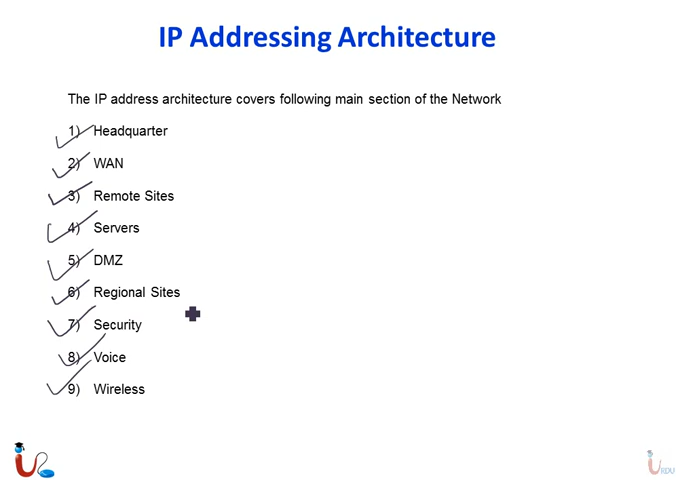 IP Addressing Architecture
The IP address architecture covers following main section of the Network
1) Headquarter
2) WAN
3) Remote Sites
4) Servers
5) DMZ
6) Regional Sites
7) Security
8) Voice
9) Wireless
URDU